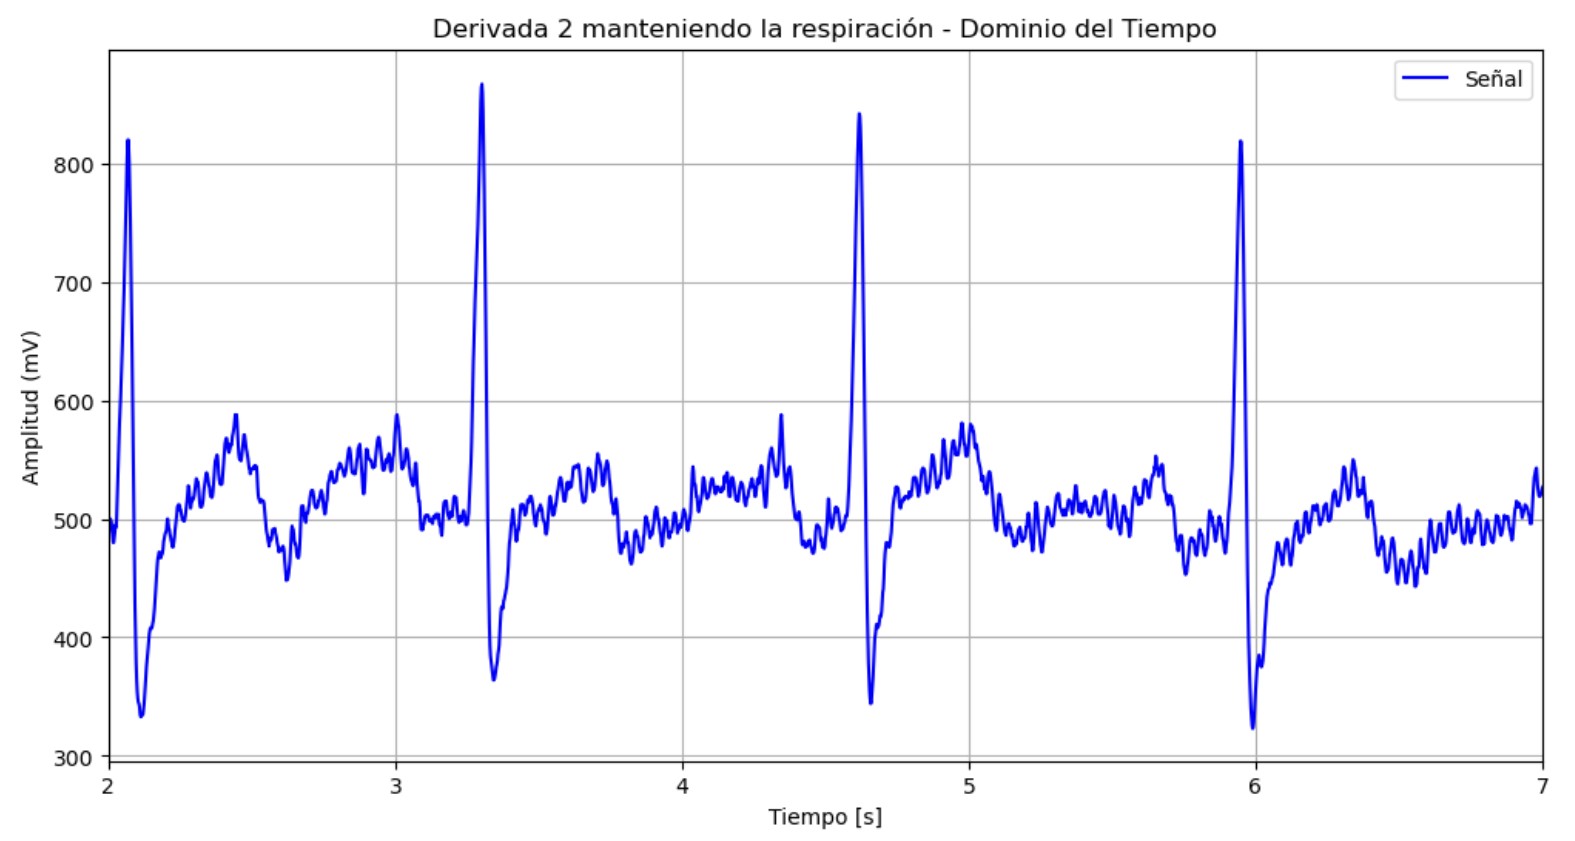 Derivada 2 manteniendo la respiración - Dominio del Tiempo
Señal
Amplitud (mV)
800
700
600
500
400
300
2 3 4 5 6 7
Tiempo [s]